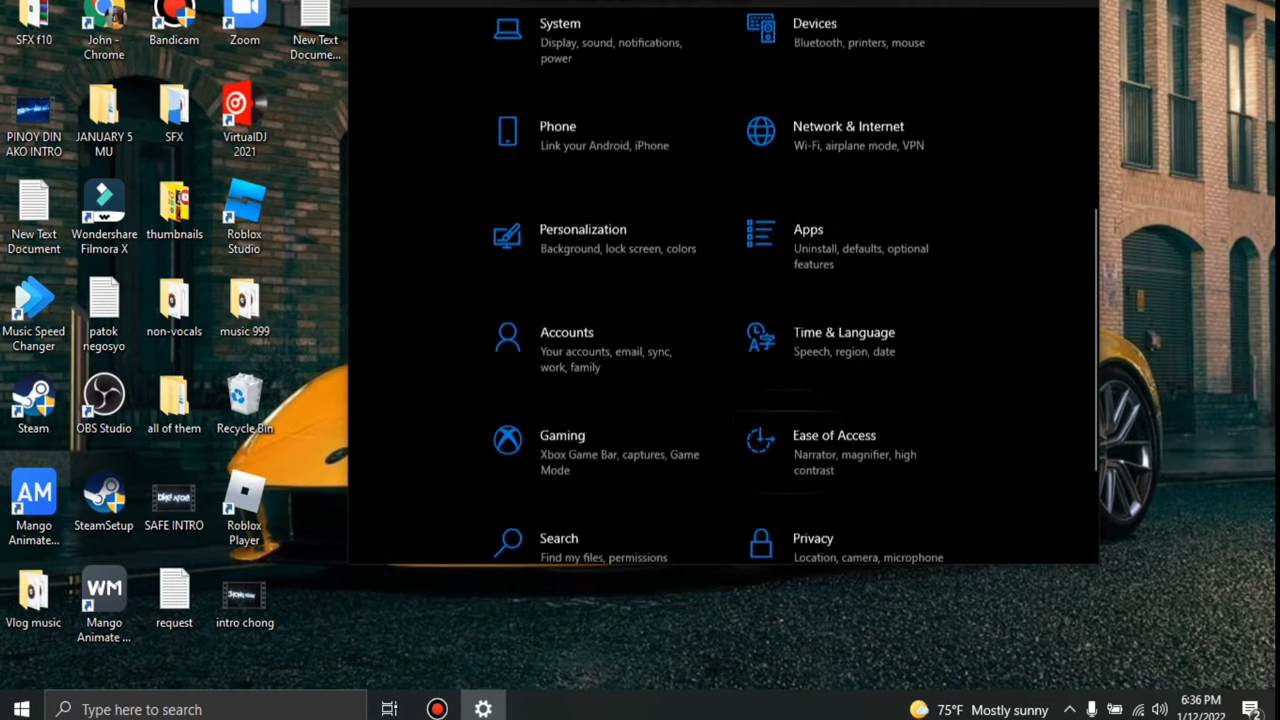 SFX f10
John -
Chrome
Bandicam
Zoom
New Text
Docume...
PINOY DIN
AKO INTRO
JANUARY 5
MU
SFX
VirtualDJ
2021
New Text
Document
Wondershare
Filmora X
thumbnails
Roblox
Studio
Music Speed
Changer
patok
negosyo
non-vocals
music 999
Steam
OBS Studio
all of them
Recycle Bin
AM
Mango
Animate...
SteamSetup
SAFE INTRO
Roblox
Player
Vlog music
WM
Mango
Animate ...
request
intro chong
System
Display, sound, notifications,
power
Devices
Bluetooth, printers, mouse
Phone
Link your Android, iPhone
Network & Internet
Wi-Fi, airplane mode, VPN
Personalization
Background, lock screen, colors
Apps
Uninstall, defaults, optional
features
Accounts
Your accounts, email, sync,
work, family
Time & Language
Speech, region, date
Gaming
Xbox Game Bar, captures, Game
Mode
Ease of Access
Narrator, magnifier, high
contrast
Search
Find my files, permissions
Privacy
Location, camera, microphone
Type here to search
75°F Mostly sunny
6:36 PM
1/12/2022
2